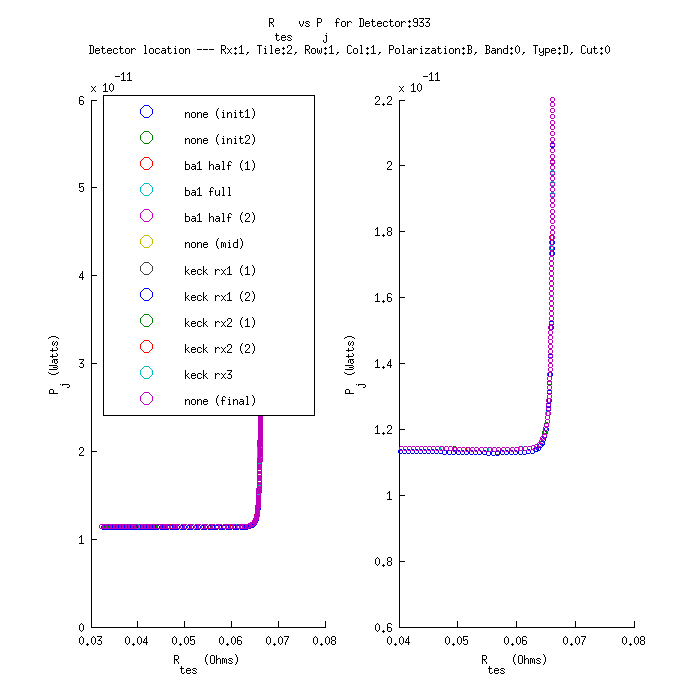 R    vs P  for Detector:933
tes    j
Detector location --- Rx:1, Tile:2, Row:1, Col:1, Polarization:B, Band:0, Type:D, Cut:0
x 10 -11
6
5
4
3
2
1
0
0.03 0.04 0.05 0.06 0.07 0.08
P j (Watts)
R tes (Ohms)
none (init1)
none (init2)
ba1 half (1)
ba1 full
ba1 half (2)
none (mid)
keck rx1 (1)
keck rx1 (2)
keck rx2 (1)
keck rx2 (2)
keck rx3
none (final)
x 10 -11
2.2
2
1.8
1.6
1.4
1.2
1
0.8
0.6
0.04 0.05 0.06 0.07 0.08
P j (Watts)
R tes (Ohms)